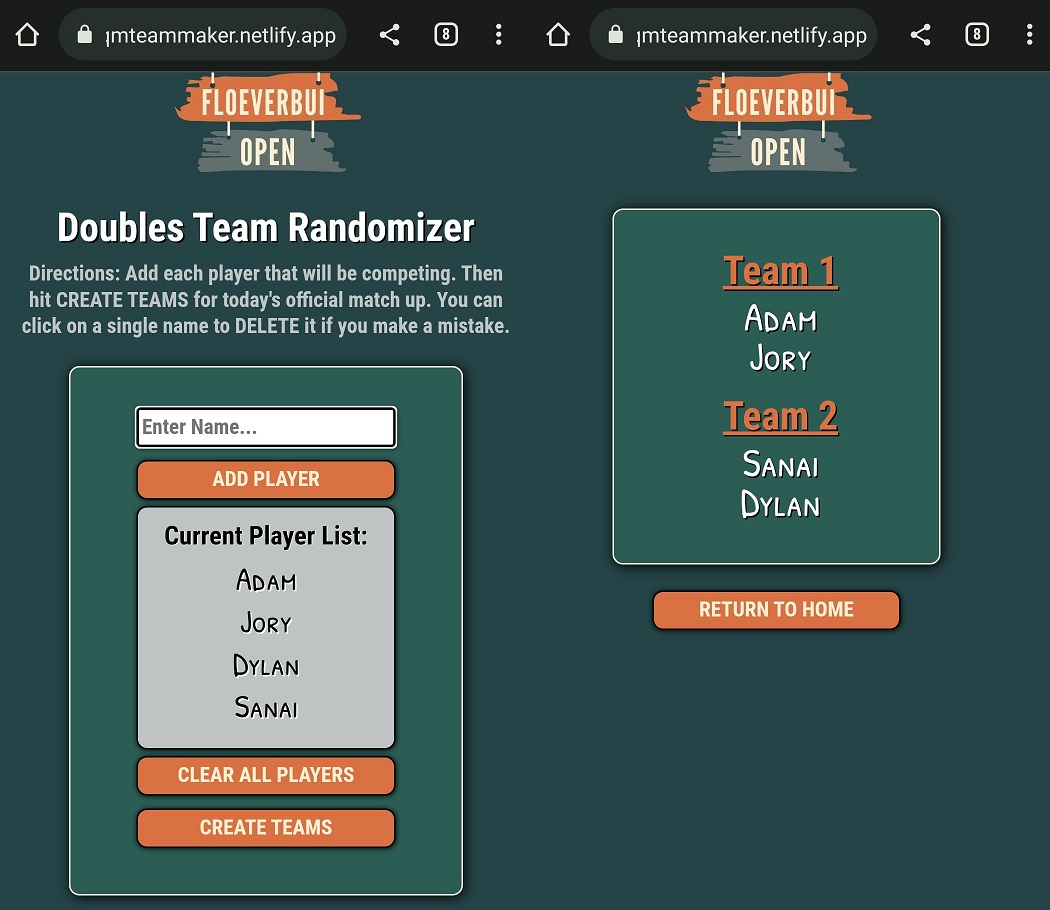 ȷmteammaker.netlify.app
8
FLOEVERBUI
OPEN
Doubles Team Randomizer
Directions: Add each player that will be competing. Then
hit CREATE TEAMS for today's official match up. You can
click on a single name to DELETE it if you make a mistake.
Enter Name...
ADD PLAYER
Current Player List:
ADAM
JORY
DYLAN
SANAI
CLEAR ALL PLAYERS
CREATE TEAMS
ȷmteammaker.netlify.app
8
FLOEVERBUI
OPEN
Team 1
ADAM
JORY
Team 2
SANAI
DYLAN
RETURN TO HOME